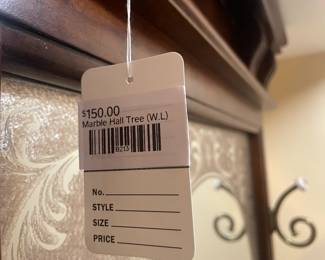 $150.00
Marble Hall Tree (W.L)
No.
STYLE
SIZE
PRICE